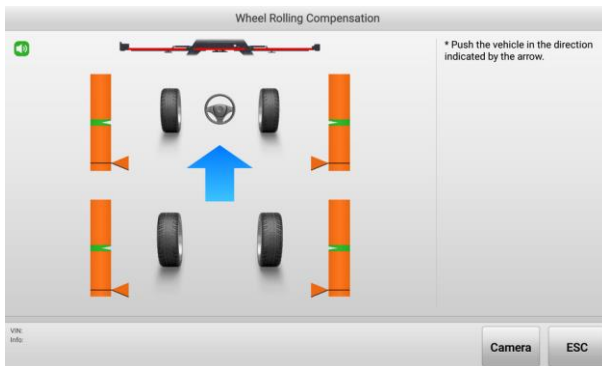 Wheel Rolling Compensation
* Push the vehicle in the direction
indicated by the arrow.
VIN:
Info:
Camera
ESC